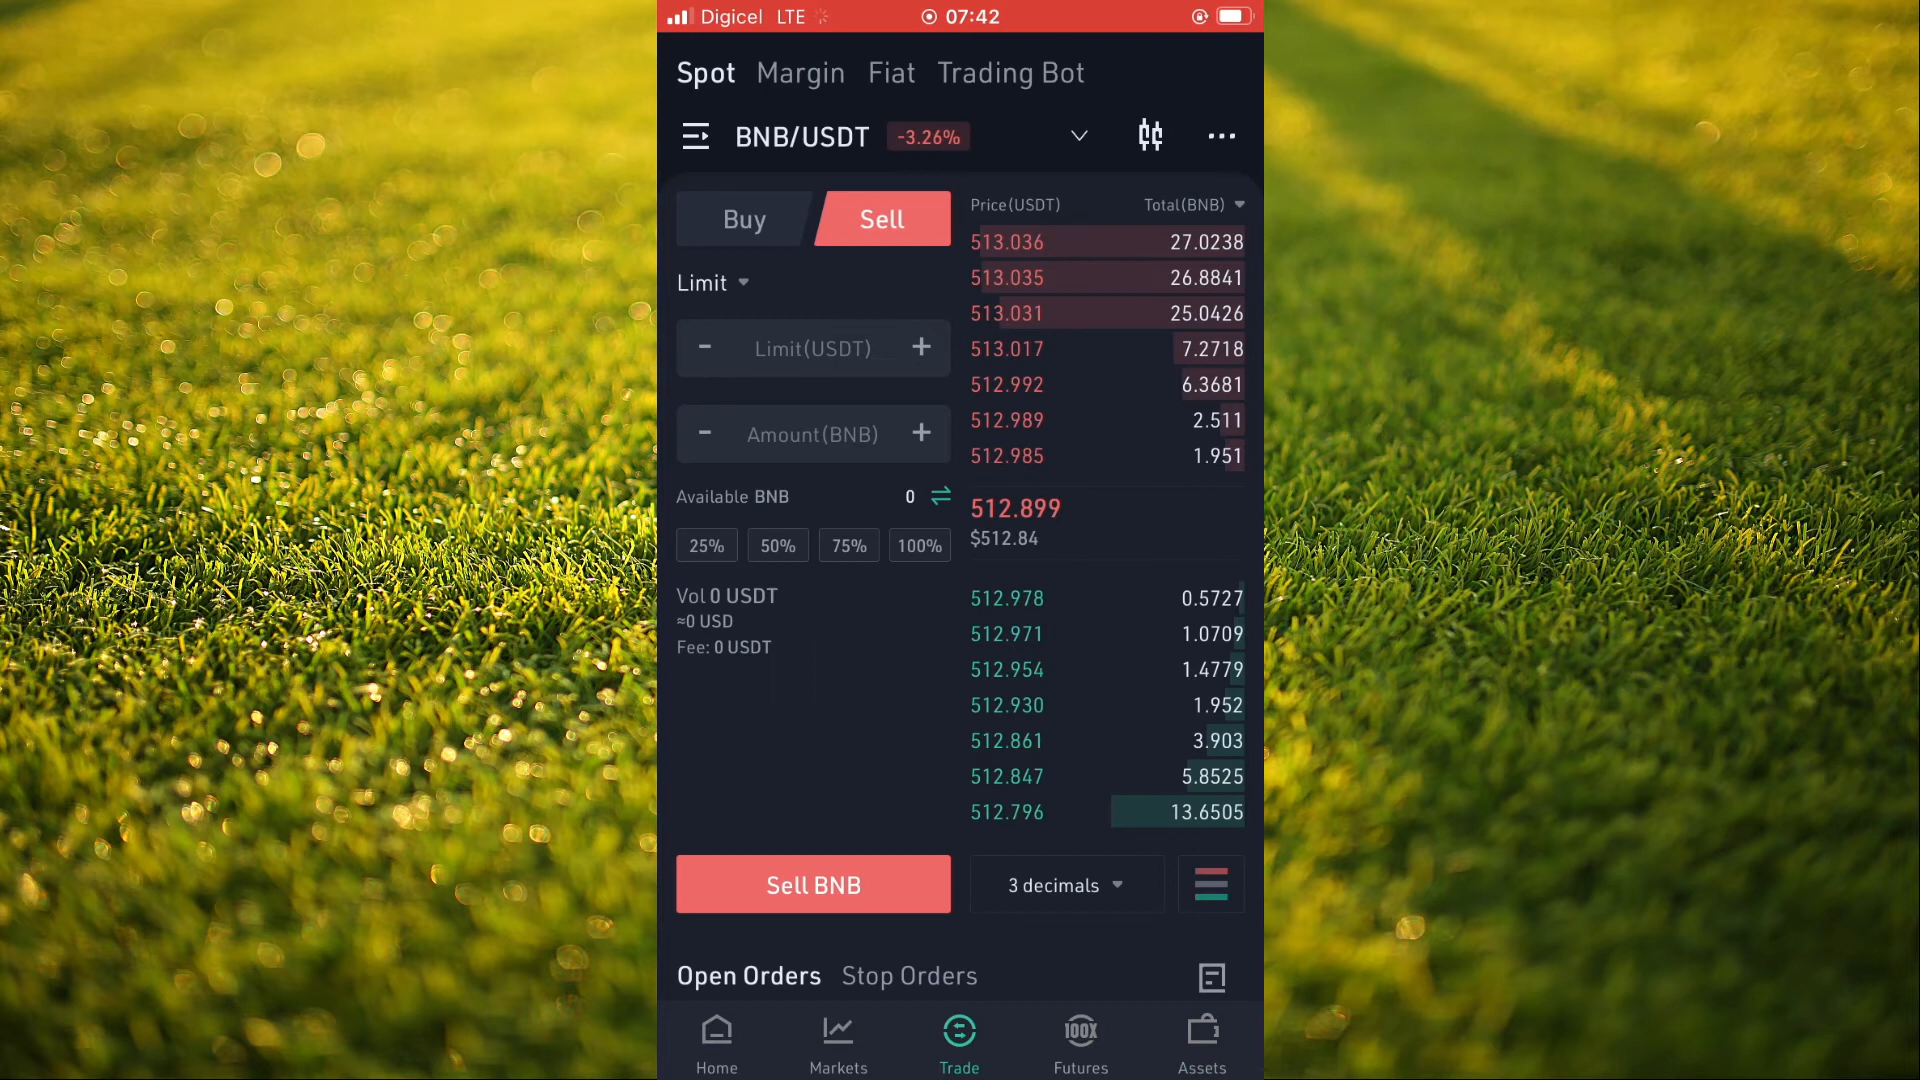 Digicel LTE 07:42
Spot Margin Fiat Trading Bot
BNB/USDT -3.26%
Buy Sell
Limit
- Limit(USDT) +
- Amount(BNB) +
Available BNB 0
25% 50% 75% 100%
Vol 0 USDT
≈0 USD
Fee: 0 USDT
Sell BNB
Price(USDT) Total(BNB)
513.036 27.0238
513.035 26.8841
513.031 25.0426
513.017 7.2718
512.992 6.3681
512.989 2.511
512.985 1.951
512.899
$512.84
512.978 0.5727
512.971 1.0709
512.954 1.4779
512.930 1.952
512.861 3.903
512.847 5.8525
512.796 13.6505
3 decimals
Open Orders Stop Orders
100X
Home Markets Trade Futures Assets